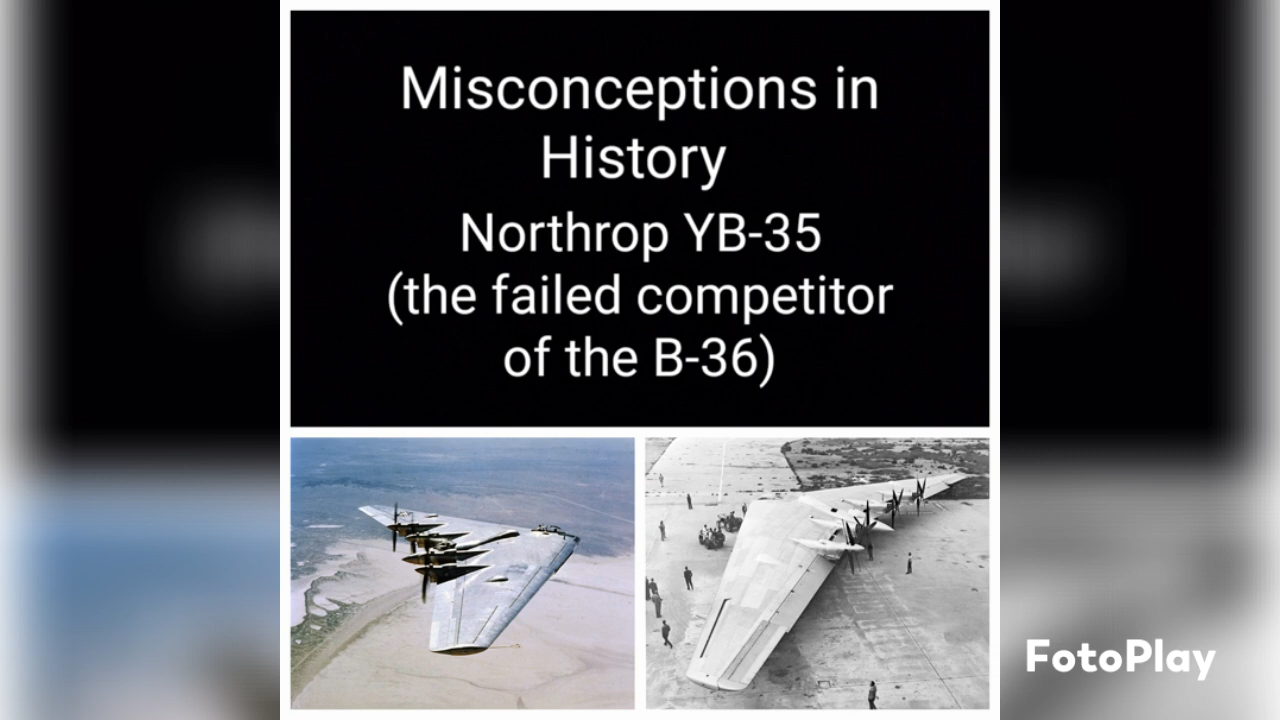 Misconceptions in
History
Northrop YB-35
(the failed competitor
of the B-36)
FotoPlay